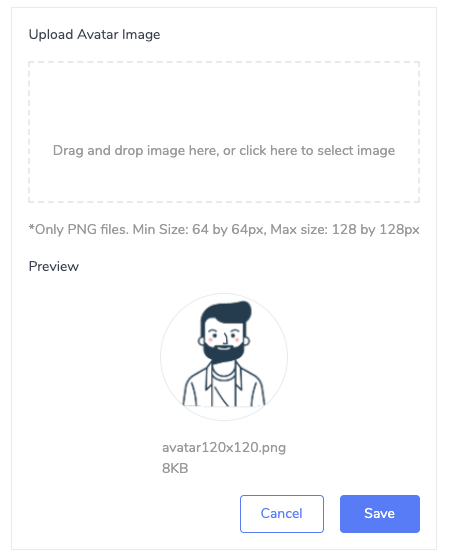 Upload Avatar Image
Drag and drop image here, or click here to select image
*Only PNG files. Min Size: 64 by 64px, Max size: 128 by 128px
Preview
avatar120x120.png
8KB
Cancel
Save